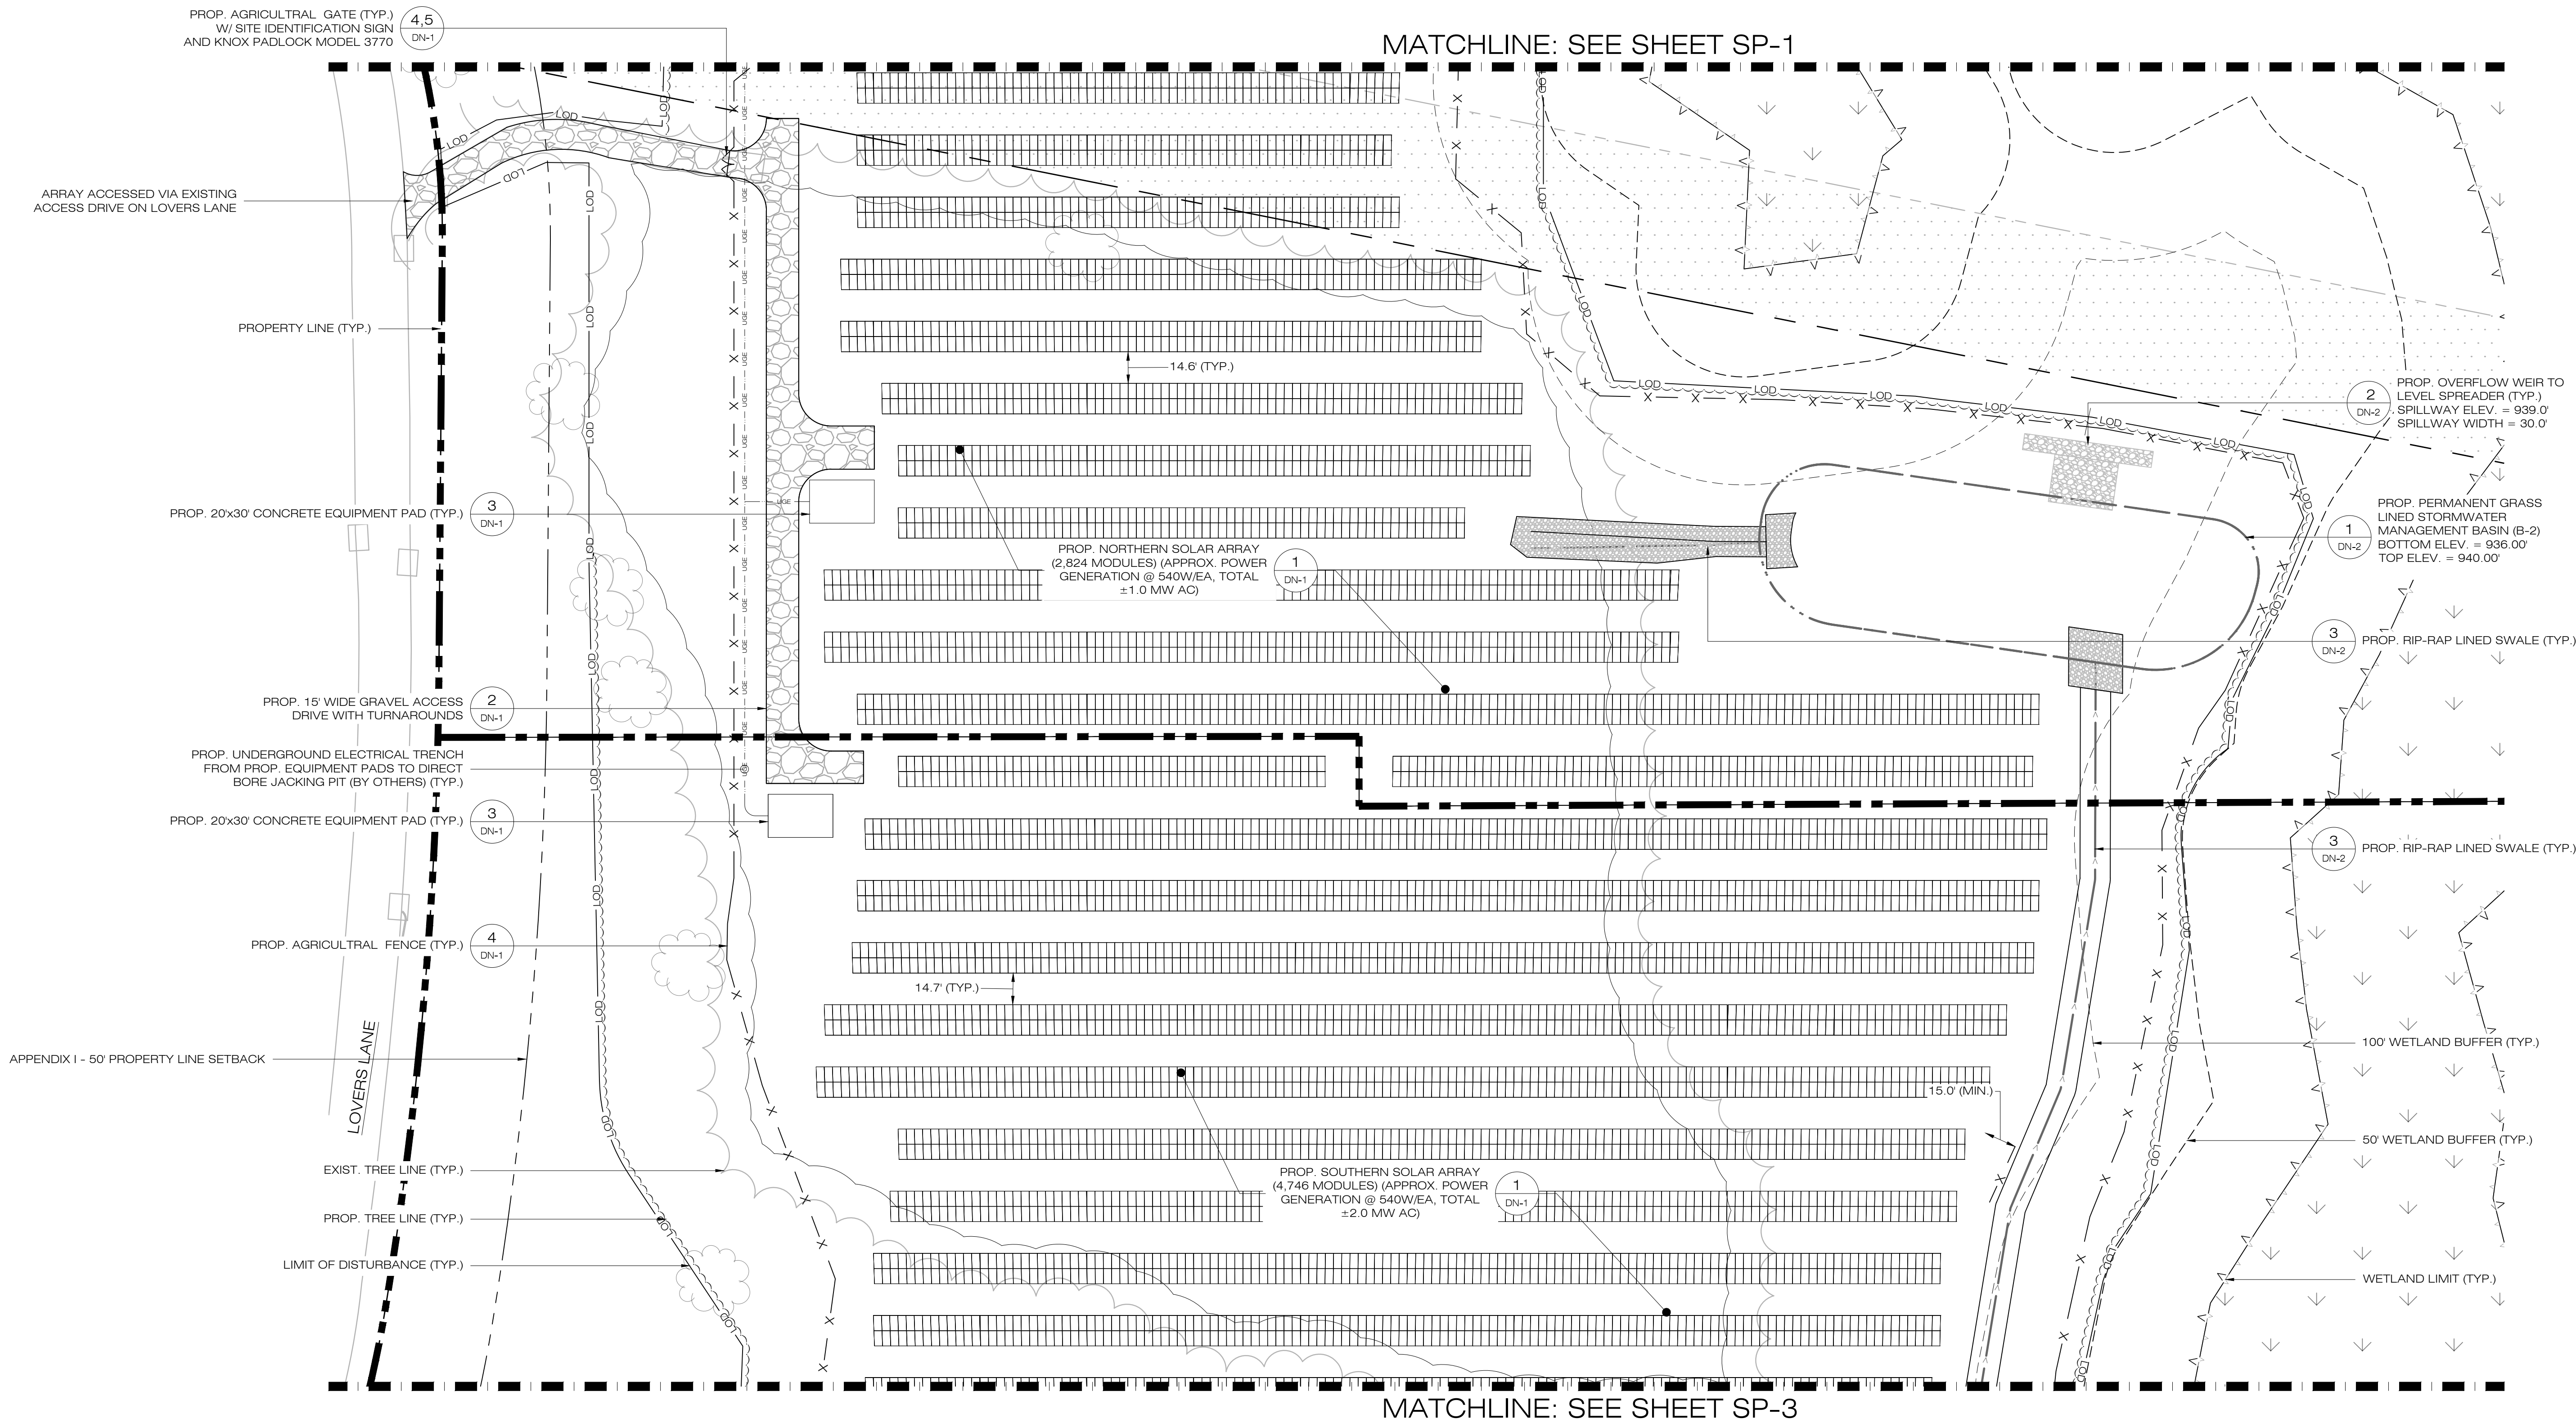 PROP. AGRICULTRAL GATE (TYP.)
W/ SITE IDENTIFICATION SIGN
AND KNOX PADLOCK MODEL 3770
4,5
DN-1
MATCHLINE: SEE SHEET SP-1
ARRAY ACCESSED VIA EXISTING
ACCESS DRIVE ON LOVERS LANE
PROPERTY LINE (TYP.)
14.6' (TYP.)
2
DN-2
PROP. OVERFLOW WEIR TO
LEVEL SPREADER (TYP.)
SPILLWAY ELEV. = 939.0'
SPILLWAY WIDTH = 30.0'
PROP. 20'x30' CONCRETE EQUIPMENT PAD (TYP.)
3
DN-1
1
DN-2
PROP. PERMANENT GRASS
LINED STORMWATER
MANAGEMENT BASIN (B-2)
BOTTOM ELEV. = 936.00'
TOP ELEV. = 940.00'
PROP. NORTHERN SOLAR ARRAY
(2,824 MODULES) (APPROX. POWER
GENERATION @ 540W/EA, TOTAL
±1.0 MW AC)
1
DN-1
3
DN-2
PROP. RIP-RAP LINED SWALE (TYP.)
PROP. 15' WIDE GRAVEL ACCESS
DRIVE WITH TURNAROUNDS
2
DN-1
PROP. UNDERGROUND ELECTRICAL TRENCH
FROM PROP. EQUIPMENT PADS TO DIRECT
BORE JACKING PIT (BY OTHERS) (TYP.)
PROP. 20'x30' CONCRETE EQUIPMENT PAD (TYP.)
3
DN-1
3
DN-2
PROP. RIP-RAP LINED SWALE (TYP.)
PROP. AGRICULTRAL FENCE (TYP.)
4
DN-1
14.7' (TYP.)
LOVERS LANE
APPENDIX I - 50' PROPERTY LINE SETBACK
100' WETLAND BUFFER (TYP.)
15.0' (MIN.)
50' WETLAND BUFFER (TYP.)
EXIST. TREE LINE (TYP.)
PROP. SOUTHERN SOLAR ARRAY
(4,746 MODULES) (APPROX. POWER
GENERATION @ 540W/EA, TOTAL
±2.0 MW AC)
1
DN-1
PROP. TREE LINE (TYP.)
LIMIT OF DISTURBANCE (TYP.)
WETLAND LIMIT (TYP.)
LOD
UGE
MATCHLINE: SEE SHEET SP-3